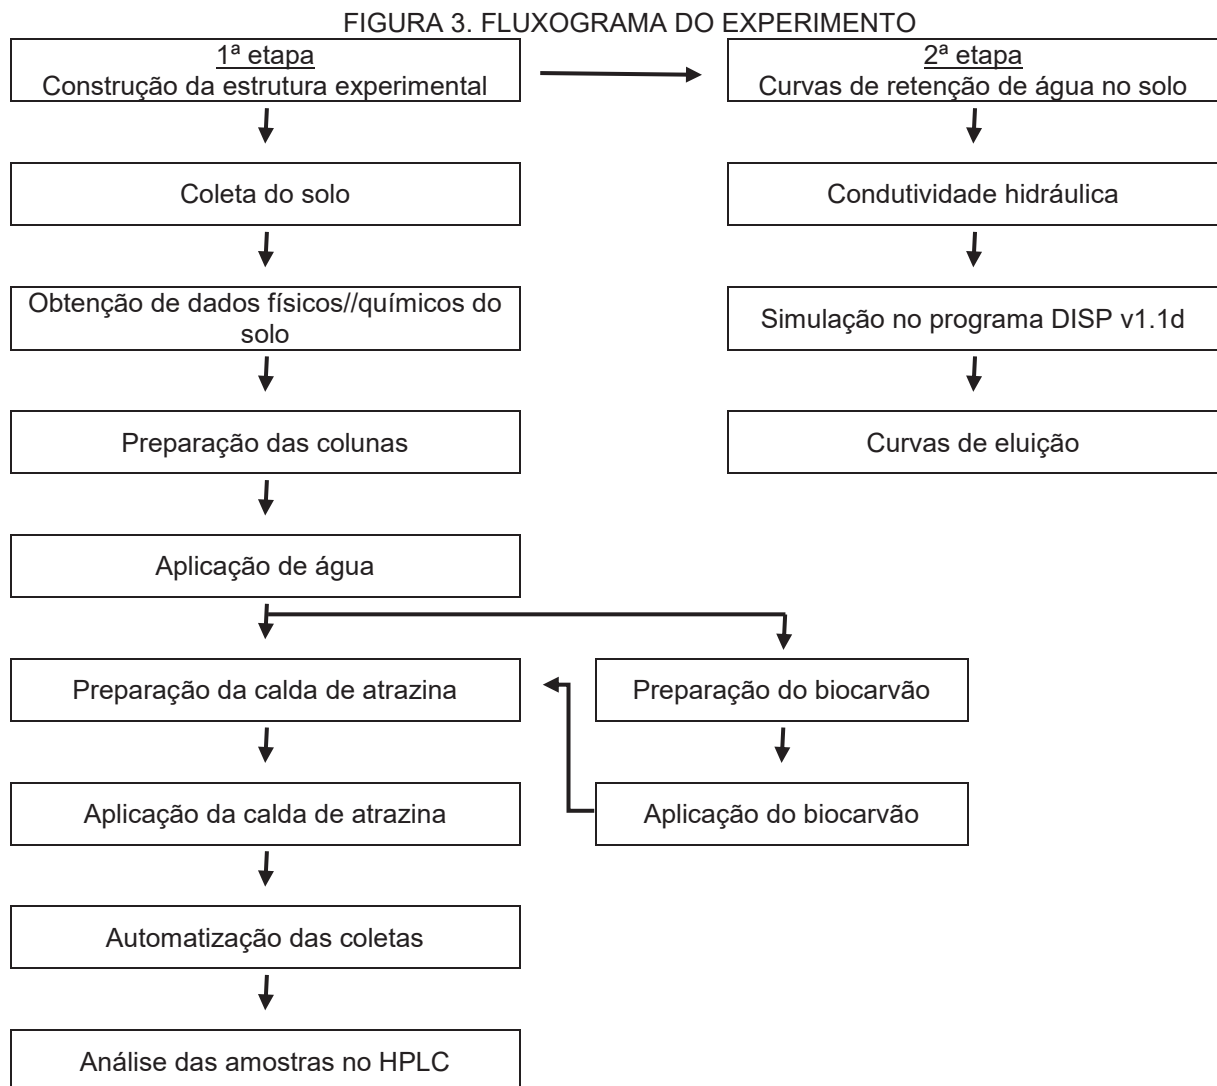 FIGURA 3. FLUXOGRAMA DO EXPERIMENTO
1ª etapa
Construção da estrutura experimental
2ª etapa
Curvas de retenção de água no solo
Coleta do solo
Condutividade hidráulica
Obtenção de dados físicos//químicos do
solo
Simulação no programa DISP v1.1d
Preparação das colunas
Curvas de eluição
Aplicação de água
Preparação da calda de atrazina
Preparação do biocarvão
Aplicação da calda de atrazina
Aplicação do biocarvão
Automatização das coletas
Análise das amostras no HPLC